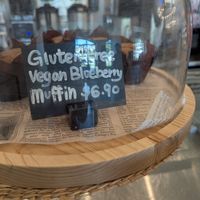 Gluten Free
Vegan Blueberry
Muffin $6.90